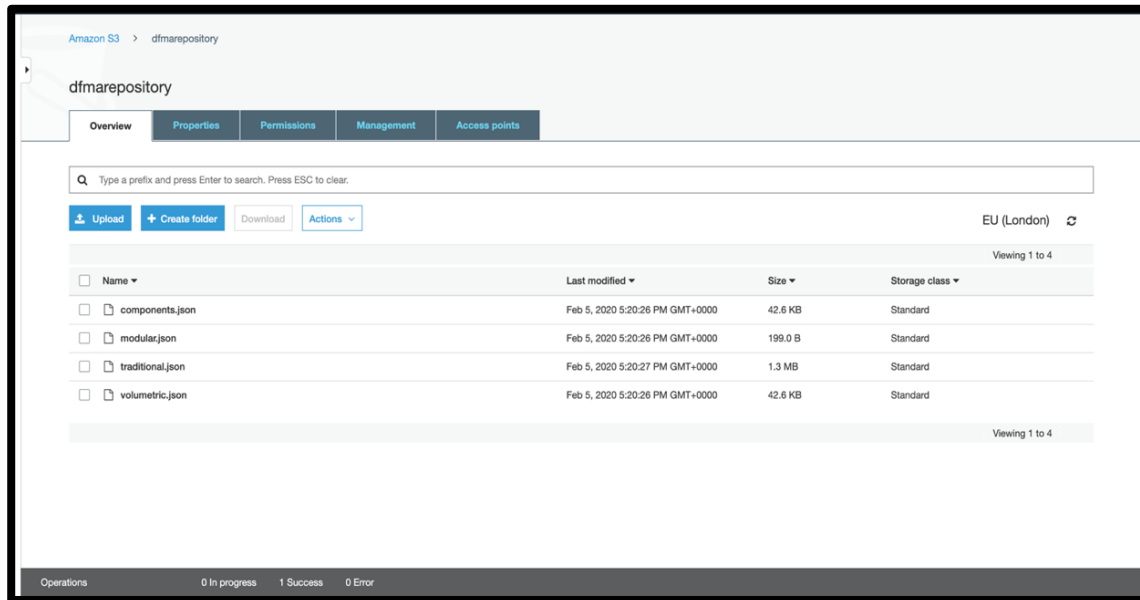 Amazon S3 > dfmarepository
dfmarepository
Overview Properties Permissions Management Access points
Type a prefix and press Enter to search. Press ESC to clear.
Upload + Create folder Download Actions
EU (London)
Viewing 1 to 4
Name Last modified Size Storage class
components.json Feb 5, 2020 5:20:26 PM GMT+0000 42.6 KB Standard
modular.json Feb 5, 2020 5:20:26 PM GMT+0000 199.0 B Standard
traditional.json Feb 5, 2020 5:20:27 PM GMT+0000 1.3 MB Standard
volumetric.json Feb 5, 2020 5:20:26 PM GMT+0000 42.6 KB Standard
Viewing 1 to 4
Operations 0 In progress 1 Success 0 Error